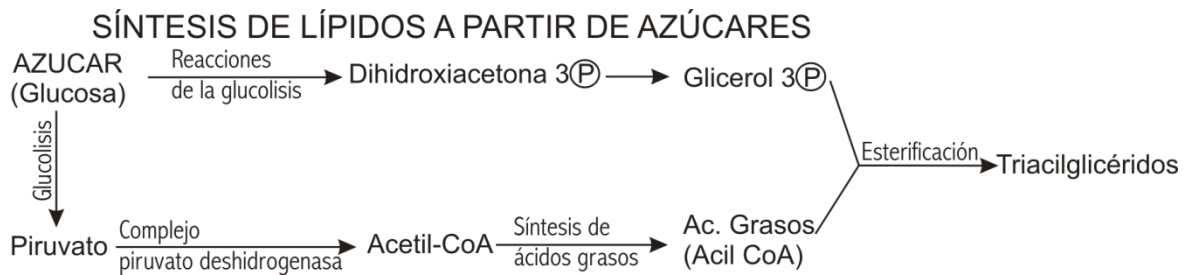 SÍNTESIS DE LÍPIDOS A PARTIR DE AZÚCARES
AZUCAR
(Glucosa)
Reacciones
de la glucolisis
Dihidroxiacetona 3Ⓟ
Glicerol 3Ⓟ
Glucolisis
Esterificación
Triacilglicéridos
Piruvato
Complejo
piruvato deshidrogenasa
Acetil-CoA
Síntesis de
ácidos grasos
Ac. Grasos
(Acil CoA)